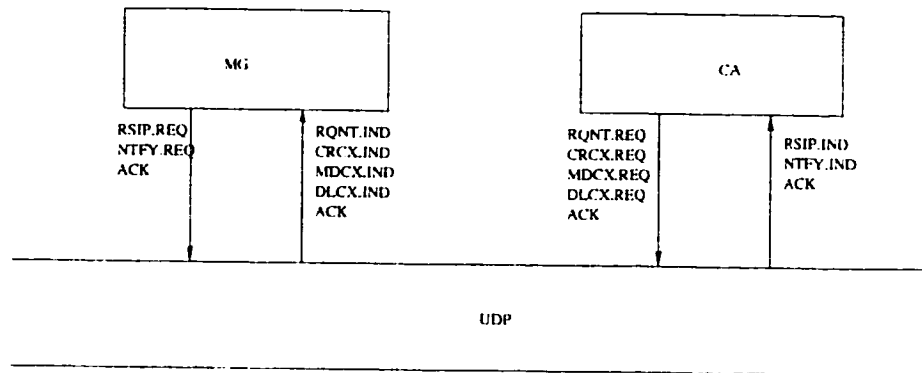 MG
CA
RSIP.REQ
NTFY.REQ
ACK
RQNT.IND
CRCX.IND
MDCX.IND
DLCX.IND
ACK
RQNT.REQ
CRCX.REQ
MDCX.REQ
DLCX.REQ
ACK
RSIP.IND
NTFY.IND
ACK
UDP